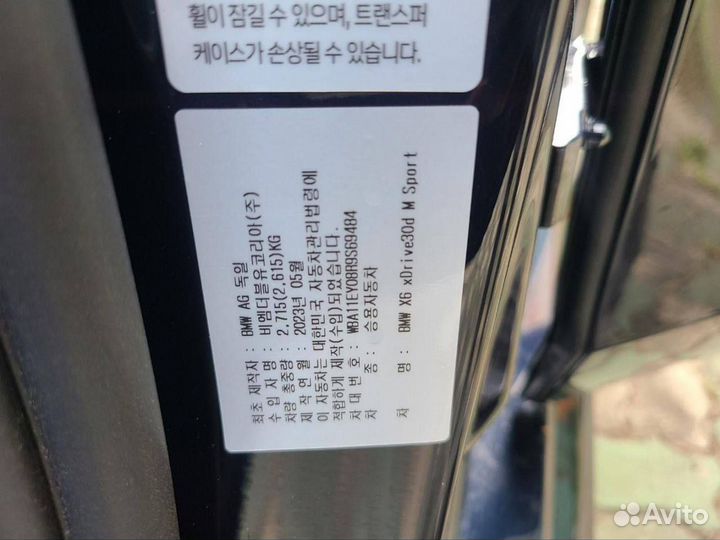 휠이 잠길 수 있으며, 트랜스퍼
케이스가 손상될 수 있습니다.
최초 제작자 : BMW AG 독일
수 입 자 명 : 비엠더블유코리아(주)
차량 총중량 : 2,715(2,615)KG
제 작 연 월 : 2023년 05월
이 자동차는 대한민국 자동차관리법령에
적합하게 제작(수입)되었습니다.
차 대 번 호 : WBA11EY08R9S69484
차 종 : 승용자동차
차 명 : BMW X6 xDrive30d M Sport
Avito